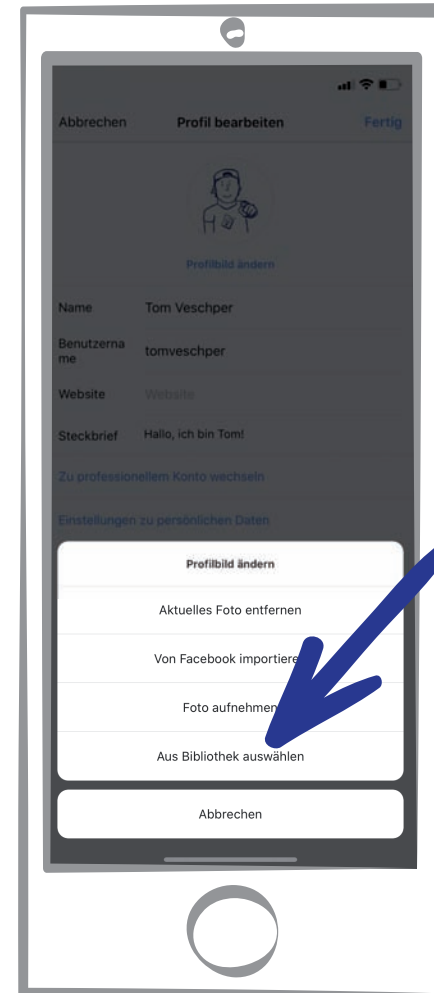 Abbrechen Profil bearbeiten Fertig
Profilbild ändern
Name Tom Veschper
Benutzerna
me tomveschper
Website Website
Steckbrief Hallo, ich bin Tom!
Zu professionellem Konto wechseln
Einstellungen zu persönlichen Daten
Profilbild ändern
Aktuelles Foto entfernen
Von Facebook importiere
Foto aufnehmen
Aus Bibliothek auswählen
Abbrechen